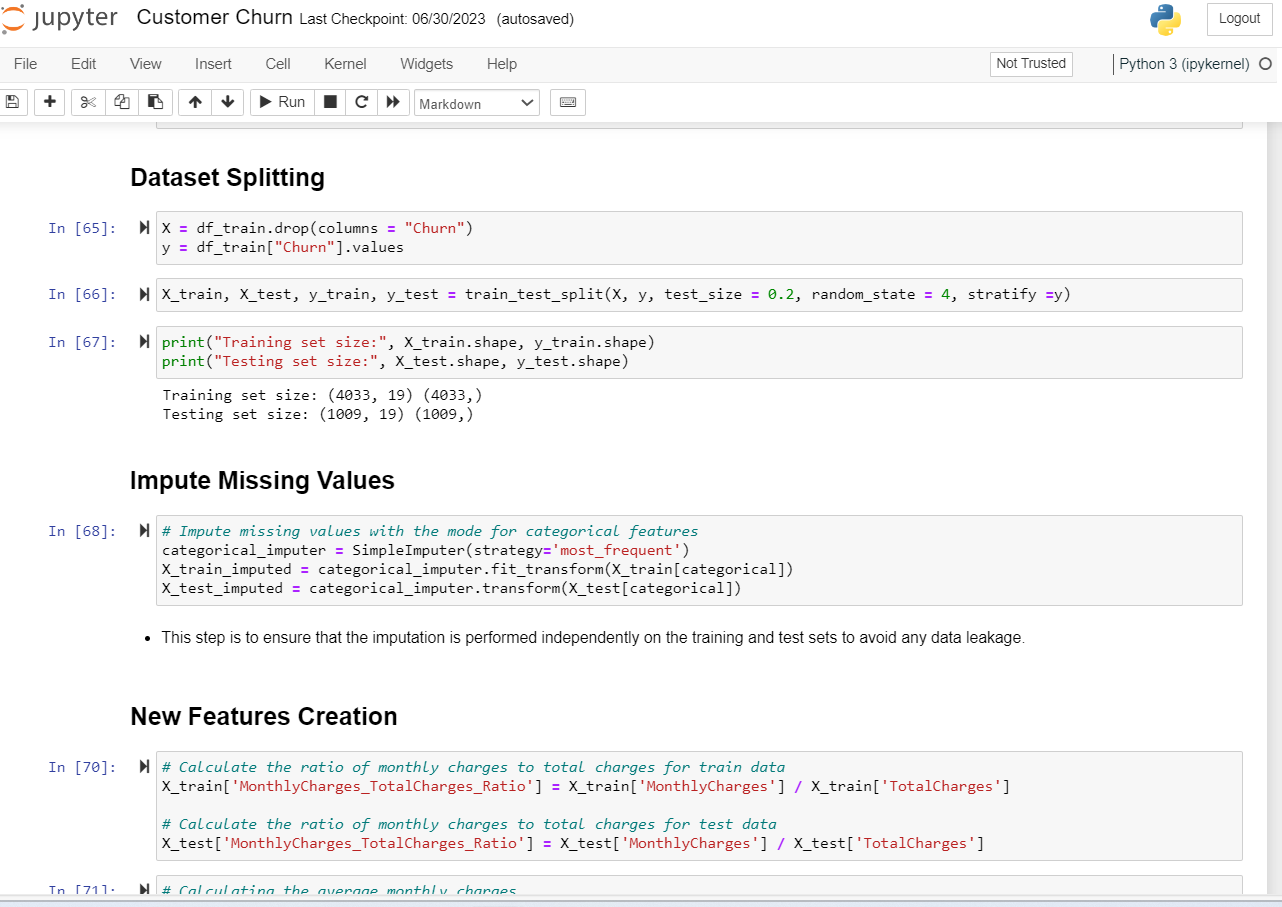 jupyter Customer Churn Last Checkpoint: 06/30/2023 (autosaved) Logout
File Edit View Insert Cell Kernel Widgets Help Not Trusted Python 3 (ipykernel)
Run Markdown
Dataset Splitting
In [65]: X = df_train.drop(columns = "Churn")
y = df_train["Churn"].values
In [66]: X_train, X_test, y_train, y_test = train_test_split(X, y, test_size = 0.2, random_state = 4, stratify =y)
In [67]: print("Training set size:", X_train.shape, y_train.shape)
print("Testing set size:", X_test.shape, y_test.shape)
Training set size: (4033, 19) (4033,)
Testing set size: (1009, 19) (1009,)
Impute Missing Values
In [68]: # Impute missing values with the mode for categorical features
categorical_imputer = SimpleImputer(strategy='most_frequent')
X_train_imputed = categorical_imputer.fit_transform(X_train[categorical])
X_test_imputed = categorical_imputer.transform(X_test[categorical])
• This step is to ensure that the imputation is performed independently on the training and test sets to avoid any data leakage.
New Features Creation
In [70]: # Calculate the ratio of monthly charges to total charges for train data
X_train['MonthlyCharges_TotalCharges_Ratio'] = X_train['MonthlyCharges'] / X_train['TotalCharges']
# Calculate the ratio of monthly charges to total charges for test data
X_test['MonthlyCharges_TotalCharges_Ratio'] = X_test['MonthlyCharges'] / X_test['TotalCharges']
In [71]: # Calculating the average monthly charges